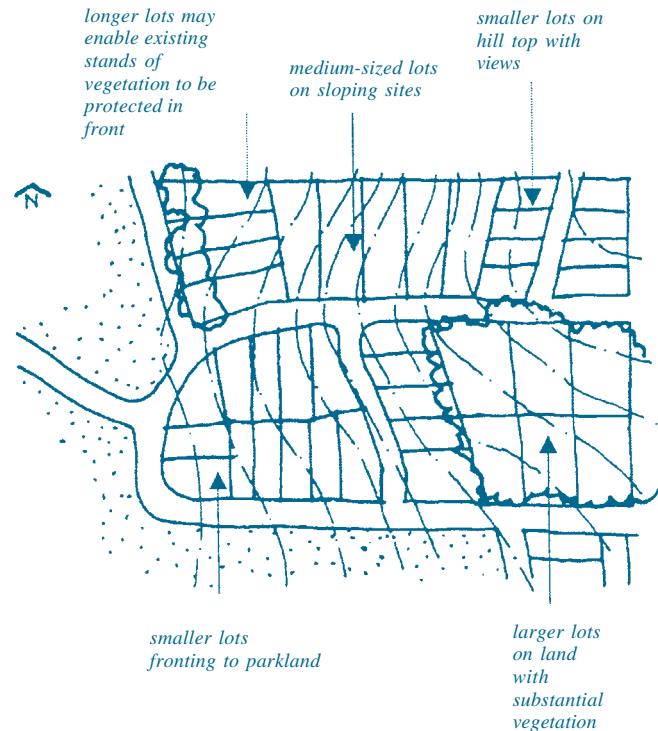 longer lots may
enable existing
stands of
vegetation to be
protected in
front
medium-sized lots
on sloping sites
smaller lots on
hill top with
views
N
smaller lots
fronting to parkland
larger lots
on land
with
substantial
vegetation